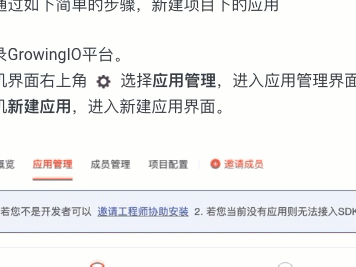 通过如下简单的步骤，新建项目下的应用
录GrowingIO平台。
机界面右上角 选择应用管理，进入应用管理界面
机新建应用，进入新建应用界面。
概览 应用管理 成员管理 项目配置 邀请成员
若您不是开发者可以 邀请工程师协助安装 2. 若您当前没有应用则无法接入SDK